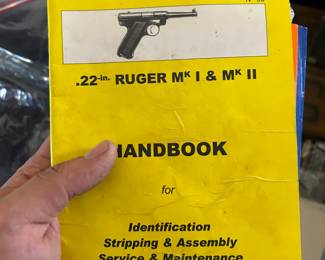 .22-in. RUGER MK I & MK II
HANDBOOK
for
Identification
Stripping & Assembly
Service & Maintenance